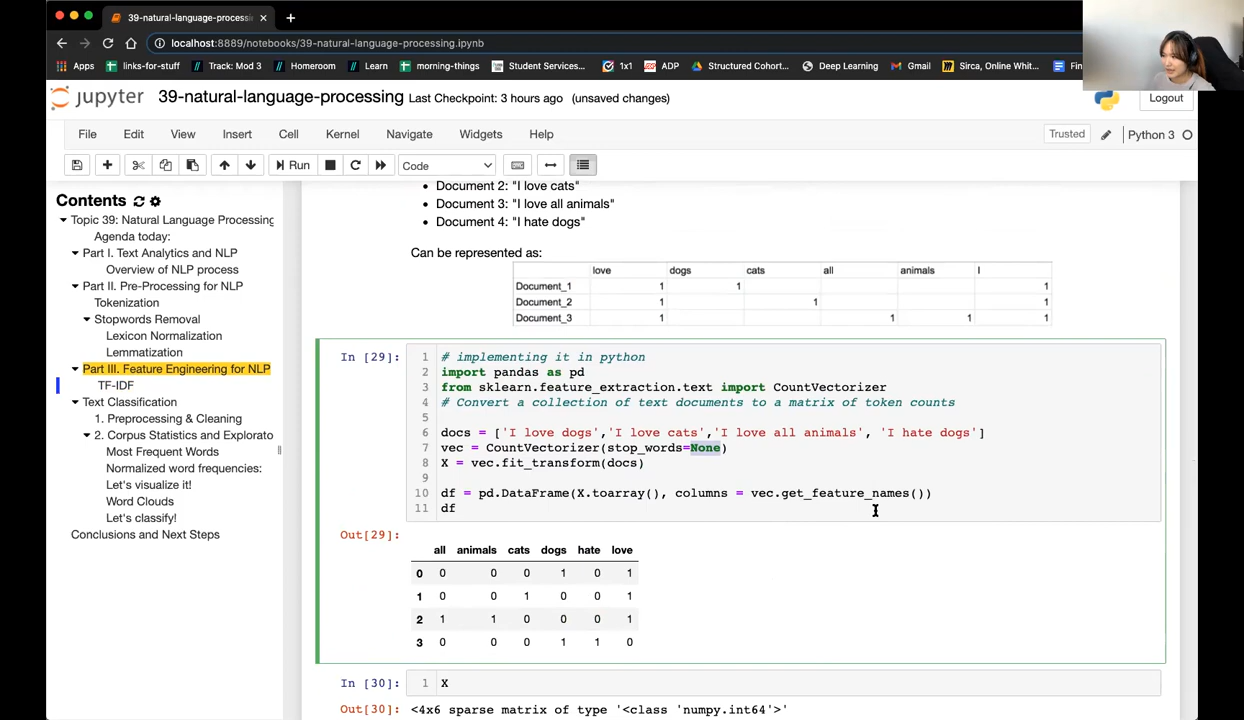 39-natural-language-processi
localhost:8889/notebooks/39-natural-language-processing.ipynb
Apps links-for-stuff Track: Mod 3 Homeroom Learn morning-things Student Services... 1x1 ADP Structured Cohort... Deep Learning Gmail Sirca, Online Whit...
jupyter 39-natural-language-processing Last Checkpoint: 3 hours ago (unsaved changes) Logout
File Edit View Insert Cell Kernel Navigate Widgets Help Trusted Python 3
Run Code
Contents
Topic 39: Natural Language Processing
Agenda today:
Part I. Text Analytics and NLP
Overview of NLP process
Part II. Pre-Processing for NLP
Tokenization
Stopwords Removal
Lexicon Normalization
Lemmatization
Part III. Feature Engineering for NLP
TF-IDF
Text Classification
1. Preprocessing & Cleaning
2. Corpus Statistics and Explorato
Most Frequent Words
Normalized word frequencies:
Let's visualize it!
Word Clouds
Let's classify!
Conclusions and Next Steps
• Document 2: "I love cats"
• Document 3: "I love all animals"
• Document 4: "I hate dogs"
Can be represented as:
love dogs cats all animals I
Document_1 1 1 1
Document_2 1 1 1
Document_3 1 1 1 1
In [29]:
1 # implementing it in python
2 import pandas as pd
3 from sklearn.feature_extraction.text import CountVectorizer
4 # Convert a collection of text documents to a matrix of token counts
5
6 docs = ['I love dogs','I love cats','I love all animals', 'I hate dogs']
7 vec = CountVectorizer(stop_words=None)
8 X = vec.fit_transform(docs)
9
10 df = pd.DataFrame(X.toarray(), columns = vec.get_feature_names())
11 df
Out[29]:
all animals cats dogs hate love
0 0 0 0 1 0 1
1 0 0 1 0 0 1
2 1 1 0 0 0 1
3 0 0 0 1 1 0
In [30]: 1 X
Out[30]: <4x6 sparse matrix of type '<class 'numpy.int64'>'